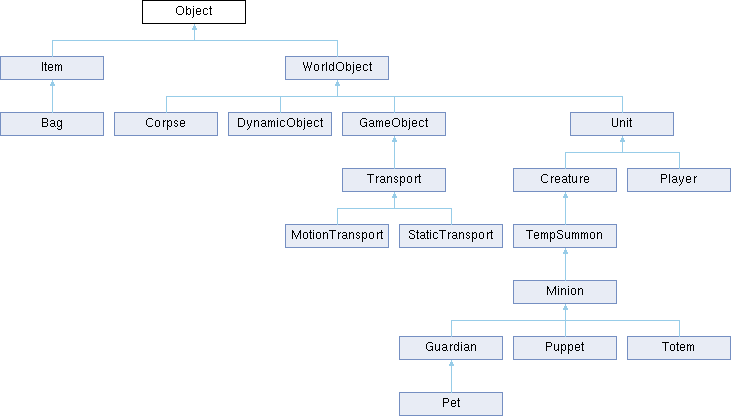 Object
Item
WorldObject
Bag
Corpse
DynamicObject
GameObject
Unit
Transport
Creature
Player
MotionTransport
StaticTransport
TempSummon
Minion
Guardian
Puppet
Totem
Pet